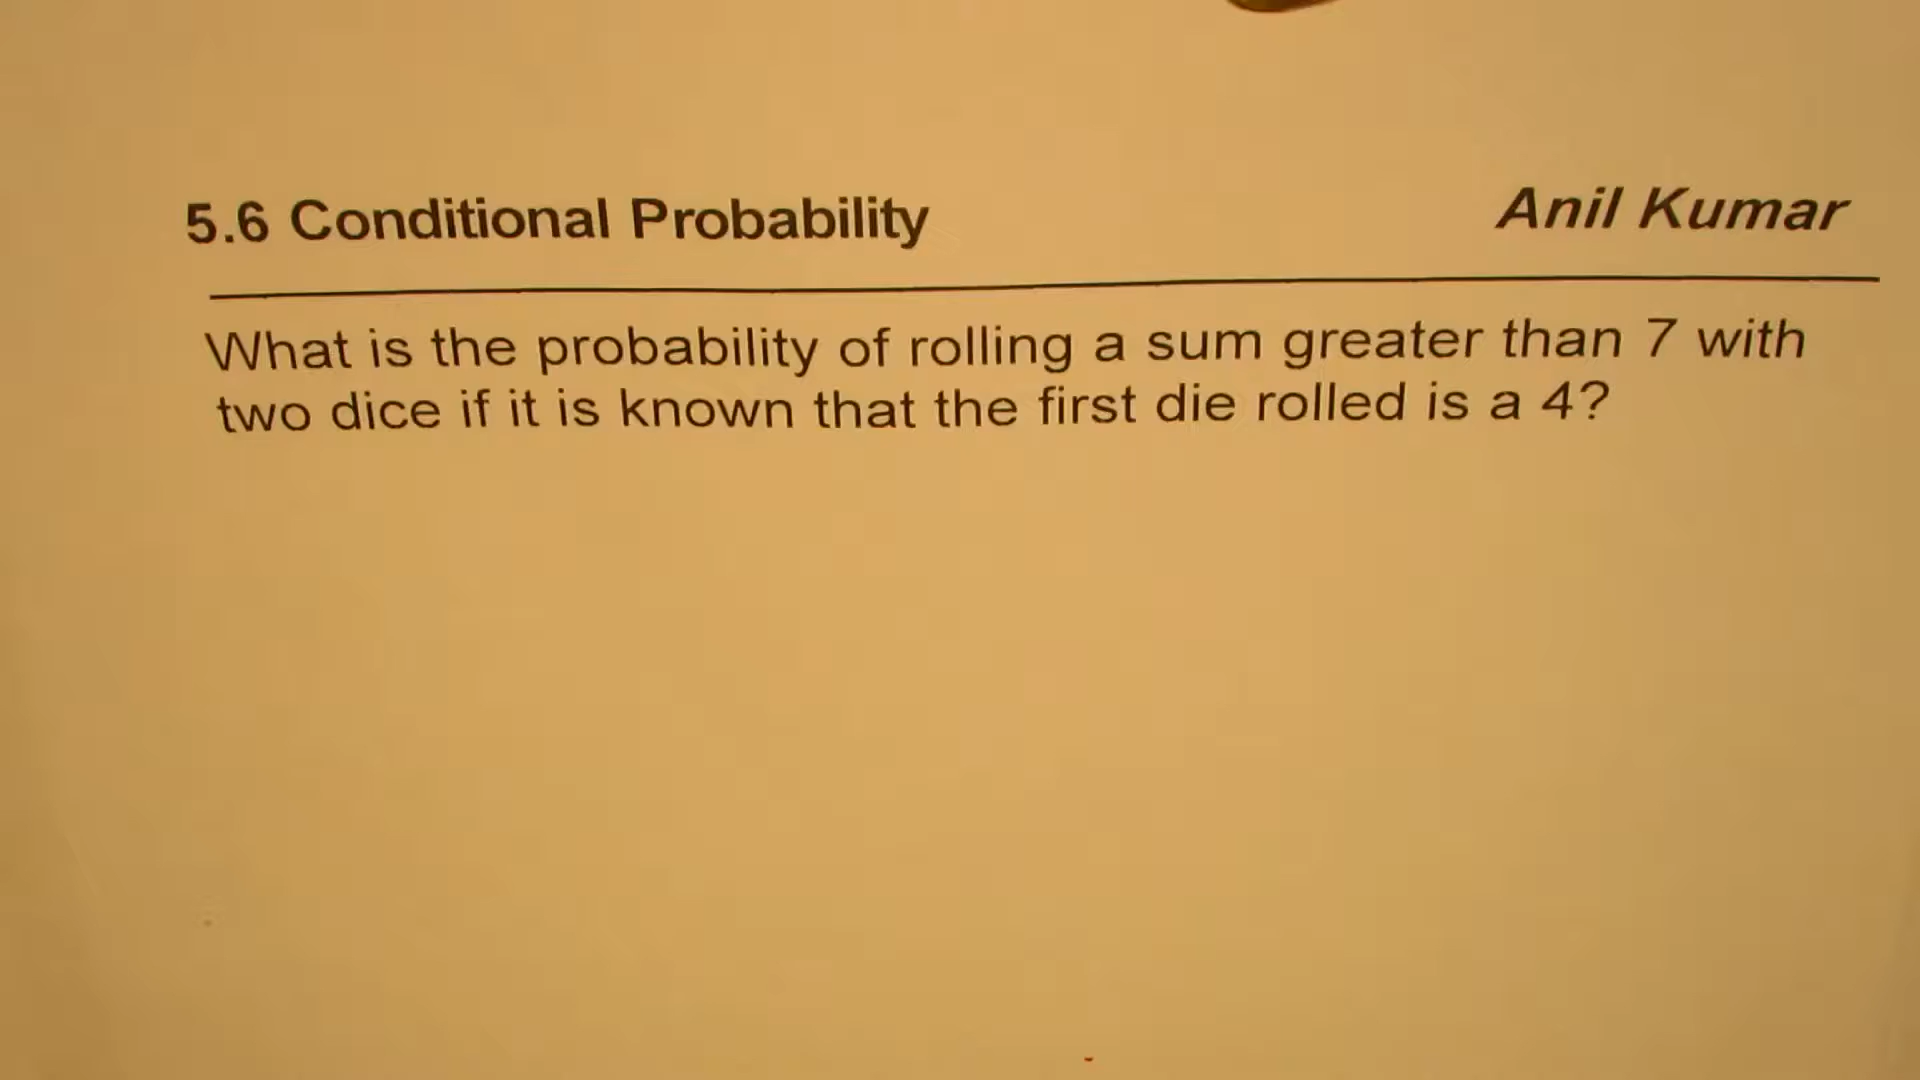 5.6 Conditional Probability Anil Kumar
What is the probability of rolling a sum greater than 7 with
two dice if it is known that the first die rolled is a 4?